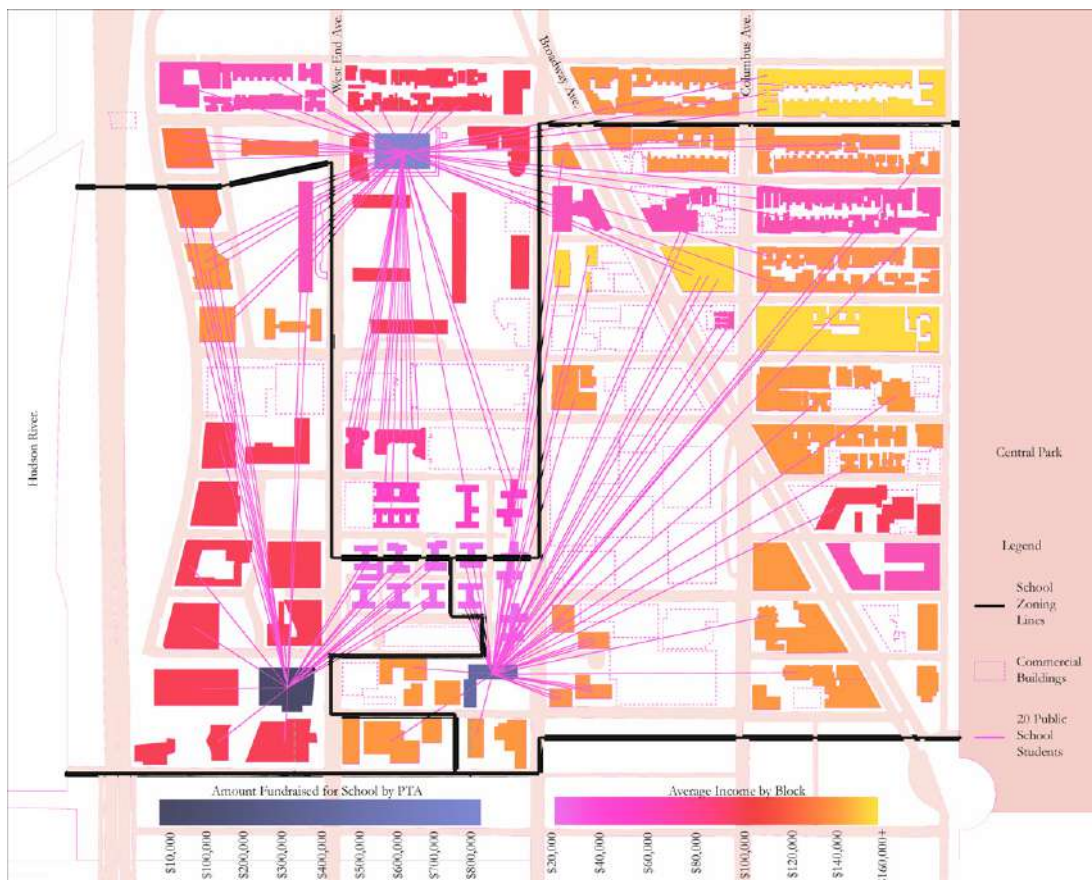 West End Ave.
Broadway Ave.
Columbus Ave.
Hudson River.
Central Park
Legend
School
Zoning
Lines
Commercial
Buildings
20 Public
School
Students
Amount Fundraised for School by PTA
$10,000
$100,000
$200,000
$300,000
$400,000
$500,000
$600,000
$700,000
$800,000
Average Income by Block
$20,000
$40,000
$60,000
$80,000
$100,000
$120,000
$140,000
$160,000+